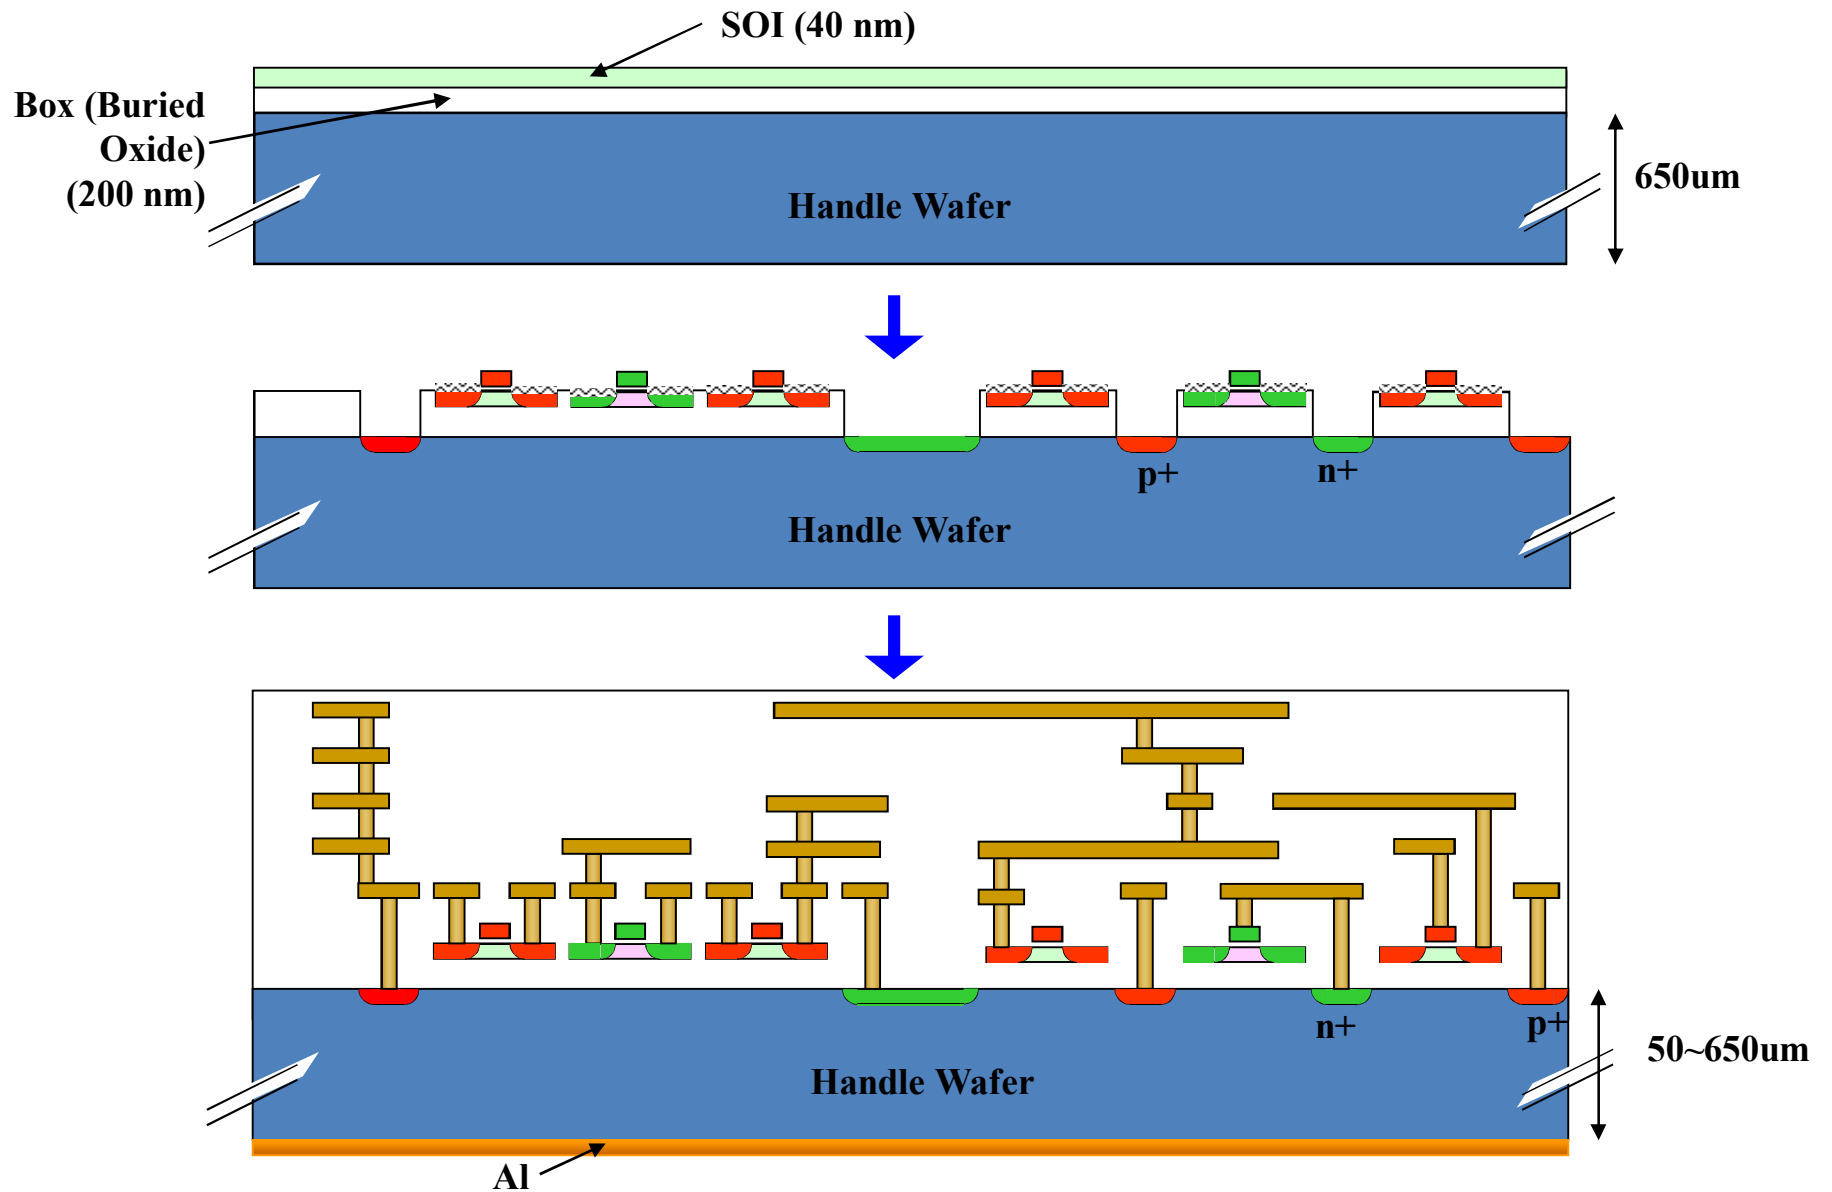 SOI (40 nm)
Box (Buried
Oxide)
(200 nm)
650um
Handle Wafer
p+
n+
Handle Wafer
n+
p+
50~650um
Handle Wafer
Al